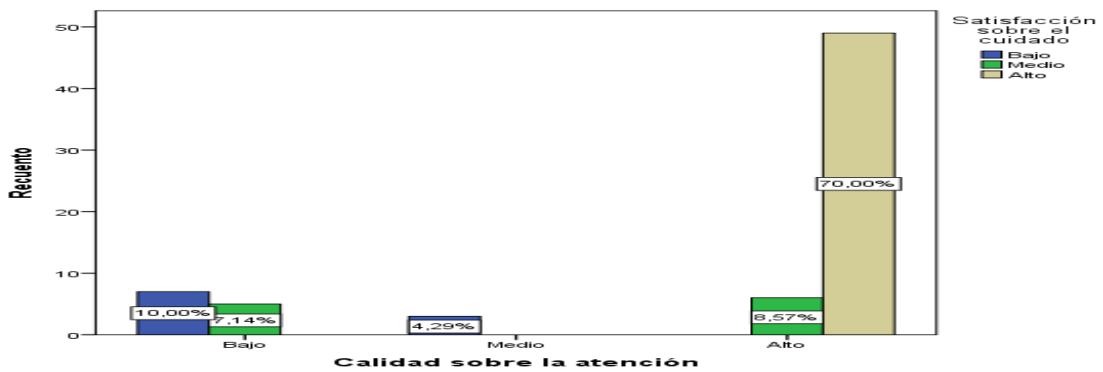 50
40
30
20
10
0
Recuento
10,00%
7,14%
4,29%
8,57%
70,00%
Bajo
Medio
Alto
Calidad sobre la atención
Satisfacción
sobre el
cuidado
Bajo
Medio
Alto